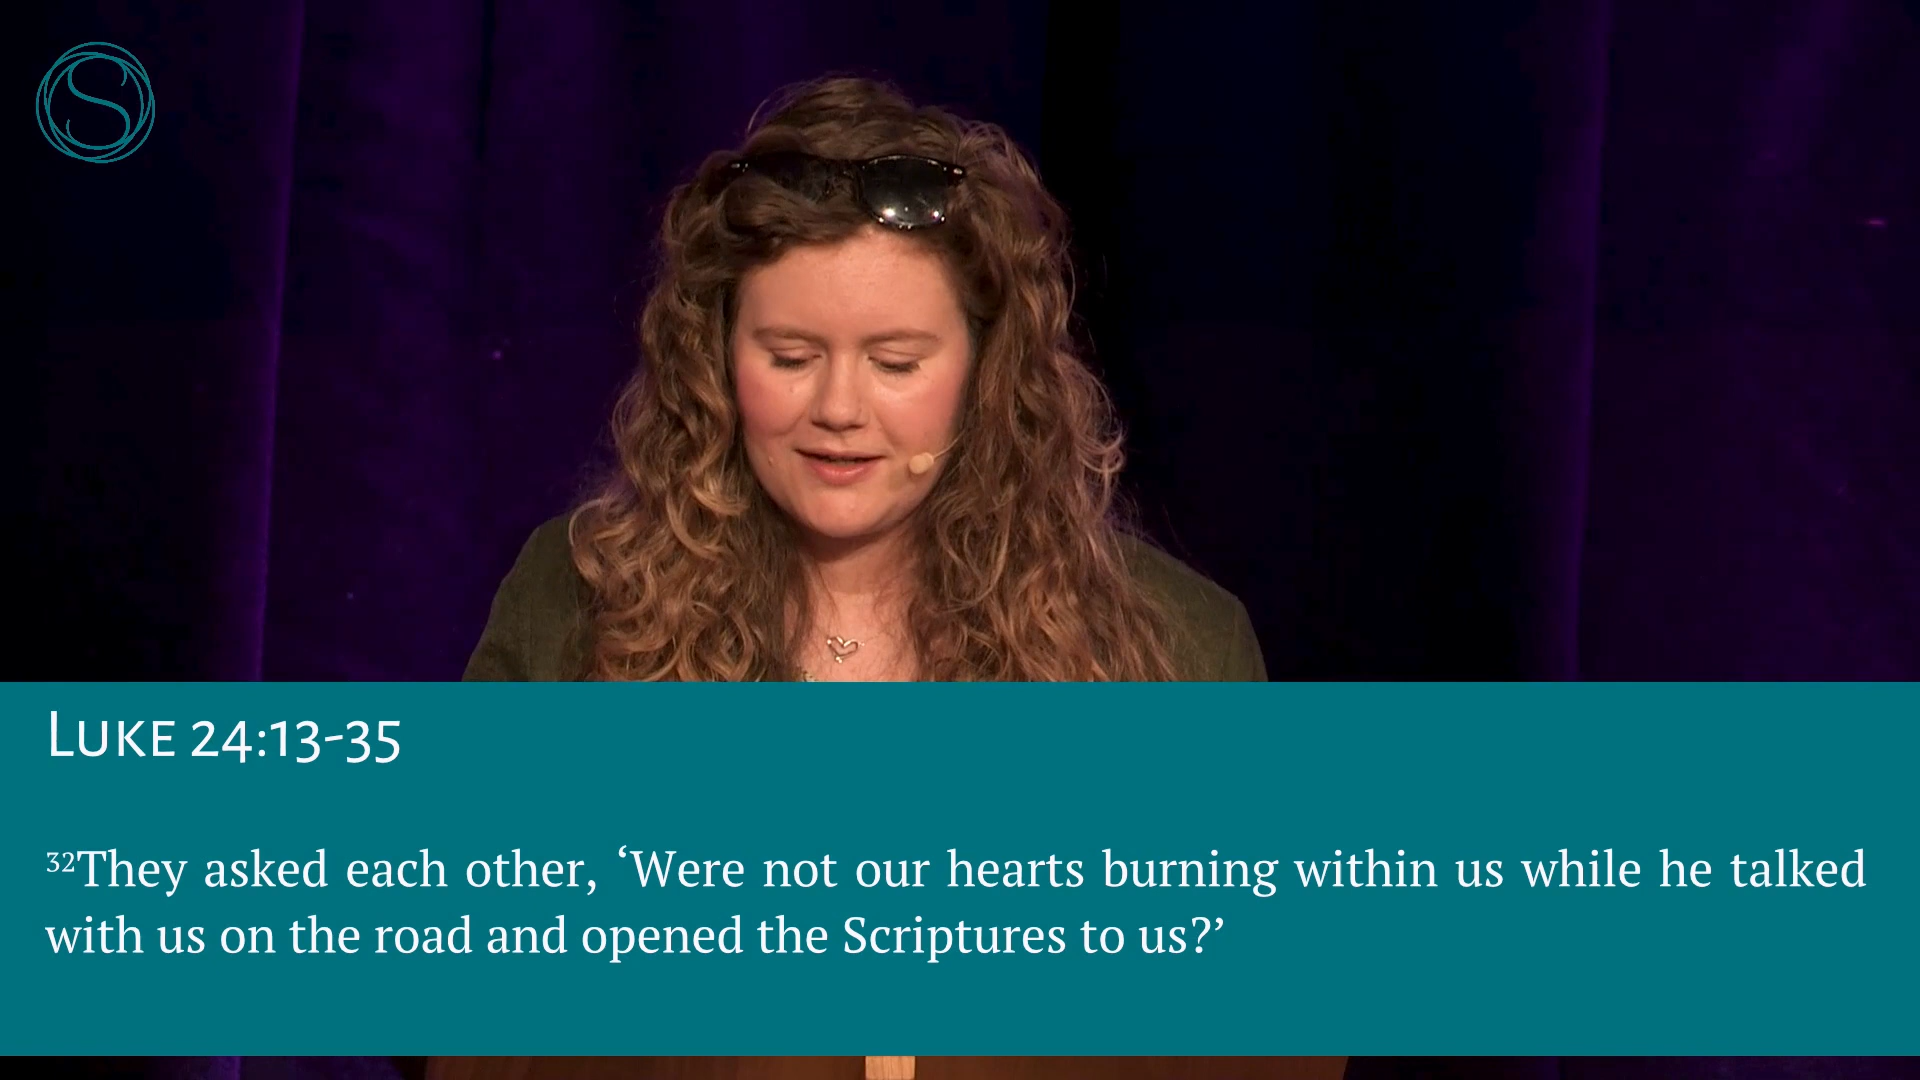 S
LUKE 24:13-35
³²They asked each other, ‘Were not our hearts burning within us while he talked
with us on the road and opened the Scriptures to us?’